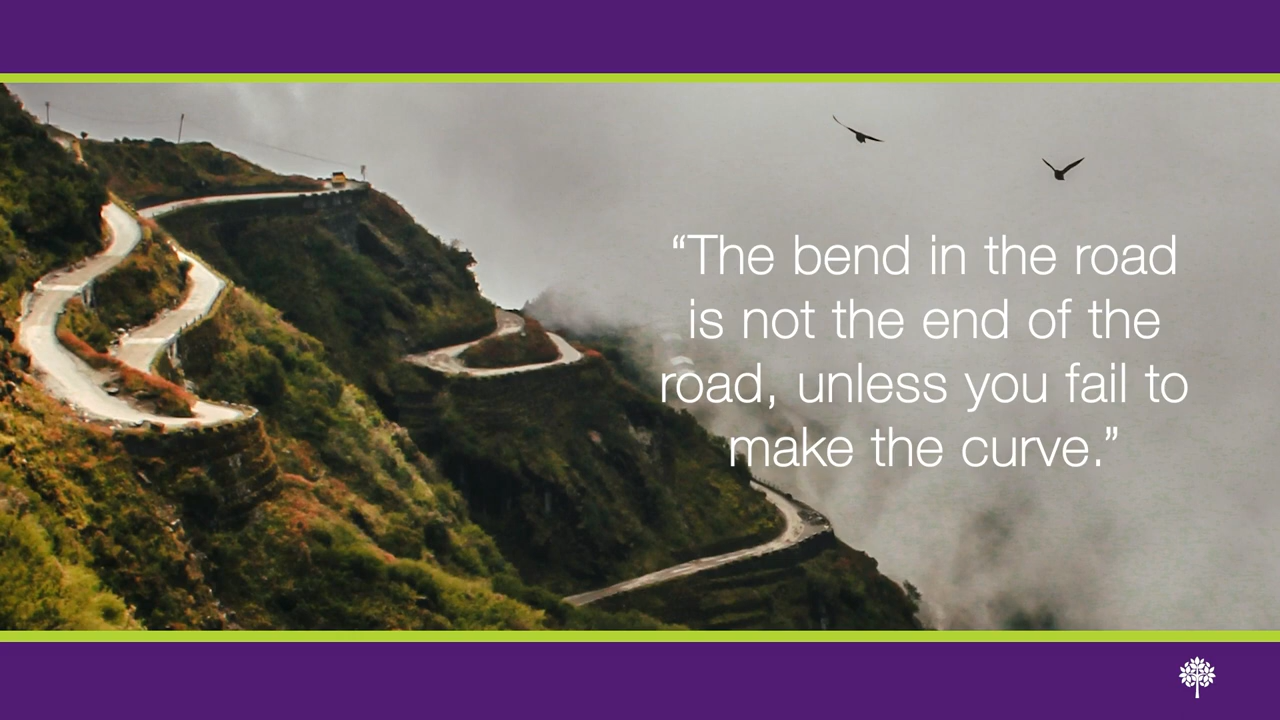 “The bend in the road
is not the end of the
road, unless you fail to
make the curve.”